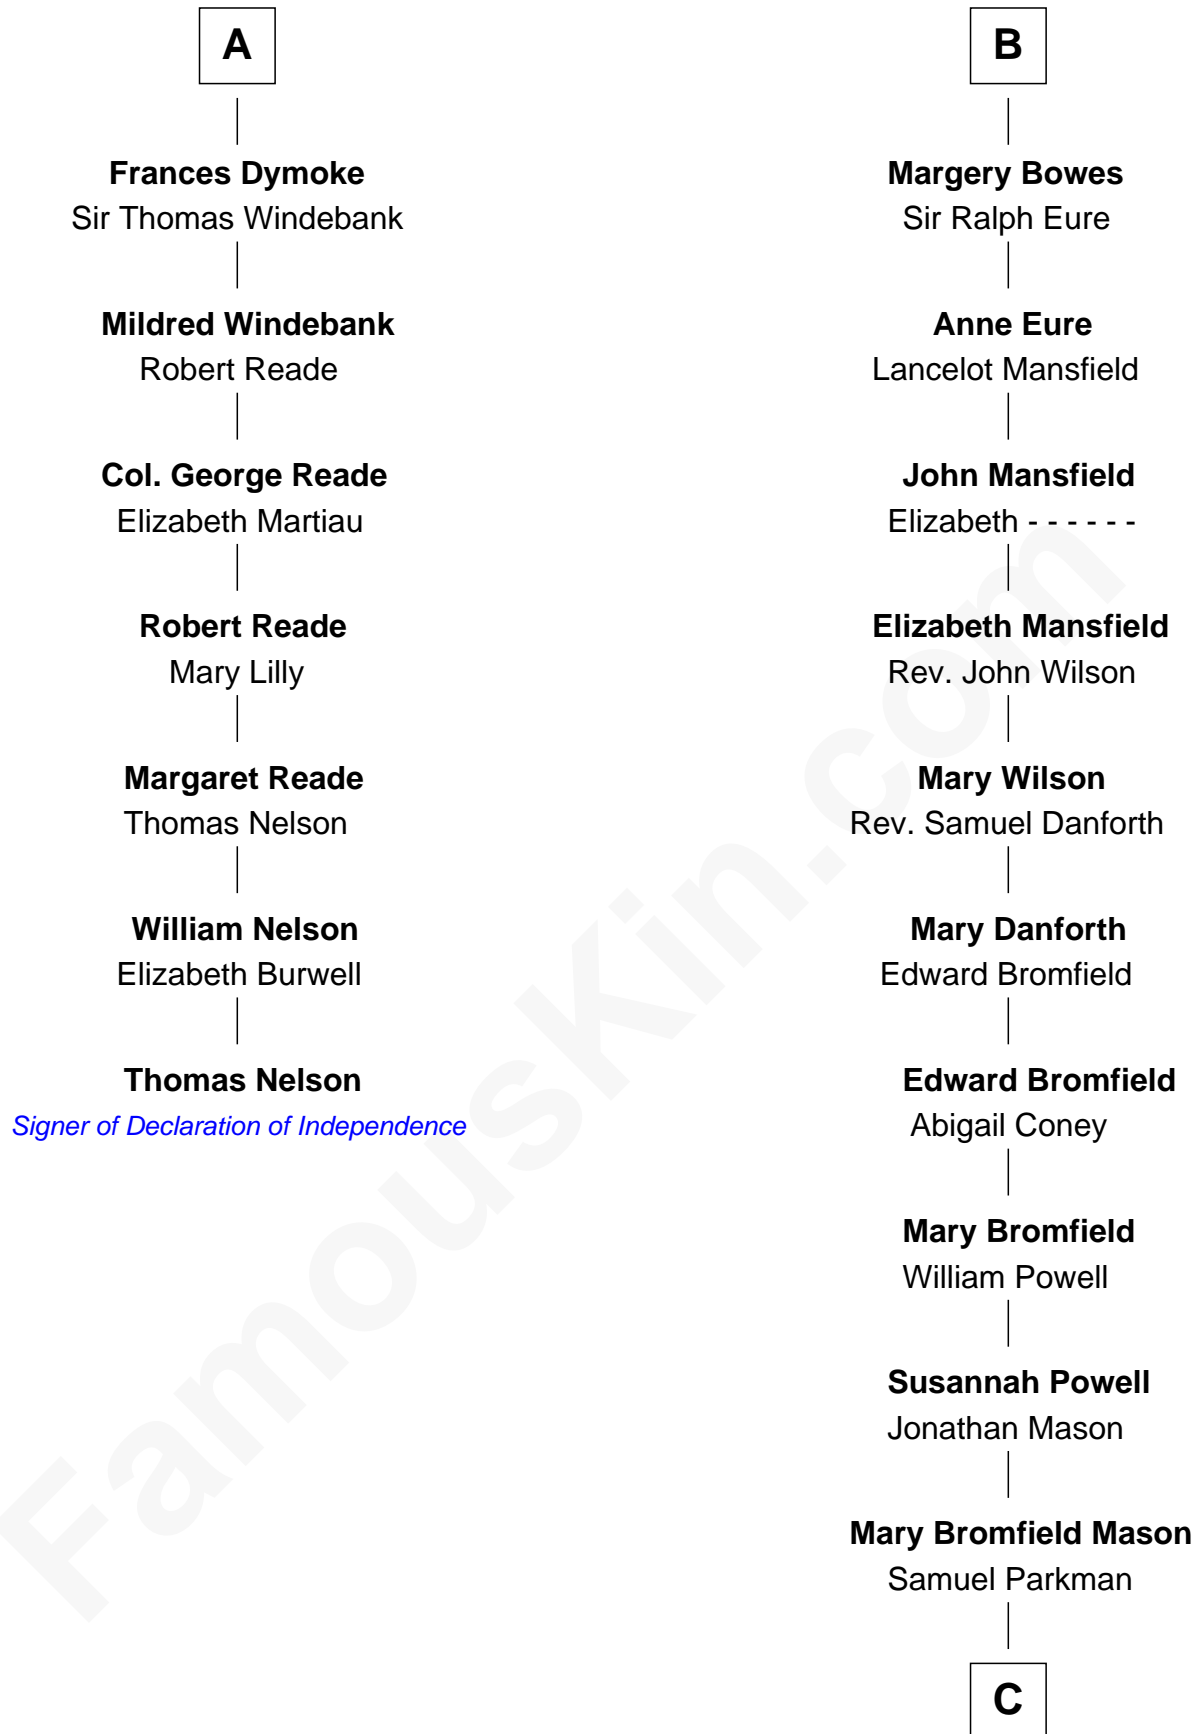 A
Frances Dymoke
Sir Thomas Windebank
Mildred Windebank
Robert Reade
Col. George Reade
Elizabeth Martiau
Robert Reade
Mary Lilly
Margaret Reade
Thomas Nelson
William Nelson
Elizabeth Burwell
Thomas Nelson
Signer of Declaration of Independence
B
Margery Bowes
Sir Ralph Eure
Anne Eure
Lancelot Mansfield
John Mansfield
Elizabeth - - - - - -
Elizabeth Mansfield
Rev. John Wilson
Mary Wilson
Rev. Samuel Danforth
Mary Danforth
Edward Bromfield
Edward Bromfield
Abigail Coney
Mary Bromfield
William Powell
Susannah Powell
Jonathan Mason
Mary Bromfield Mason
Samuel Parkman
C
FamousKin.com